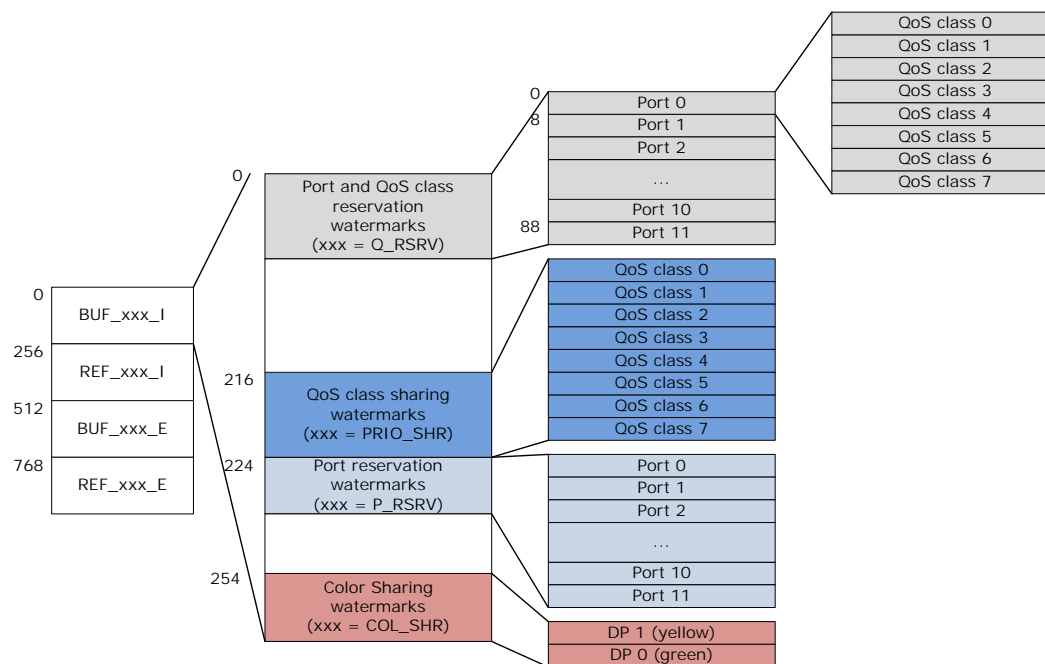 0
256
512
768
BUF_xxx_I
REF_xxx_I
BUF_xxx_E
REF_xxx_E
0
216
224
254
Port and QoS class
reservation
watermarks
(xxx = Q_RSRV)
QoS class sharing
watermarks
(xxx = PRIO_SHR)
Port reservation
watermarks
(xxx = P_RSRV)
Color Sharing
watermarks
(xxx = COL_SHR)
0
8
88
Port 0
Port 1
Port 2
...
Port 10
Port 11
QoS class 0
QoS class 1
QoS class 2
QoS class 3
QoS class 4
QoS class 5
QoS class 6
QoS class 7
Port 0
Port 1
Port 2
...
Port 10
Port 11
DP 1 (yellow)
DP 0 (green)
QoS class 0
QoS class 1
QoS class 2
QoS class 3
QoS class 4
QoS class 5
QoS class 6
QoS class 7